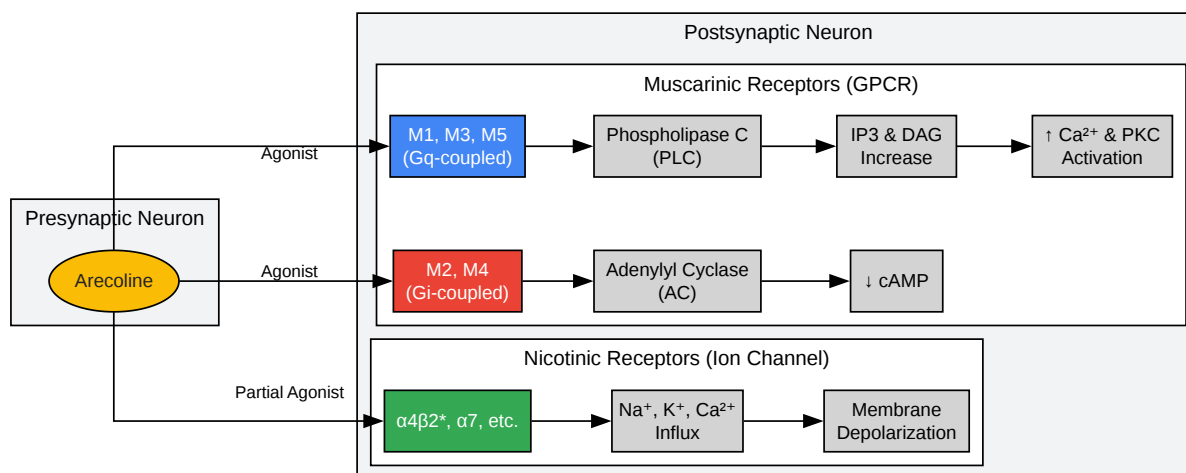 Postsynaptic Neuron
Muscarinic Receptors (GPCR)
M1, M3, M5
(Gq-coupled)
Phospholipase C
(PLC)
IP3 & DAG
Increase
↑ Ca²⁺ & PKC
Activation
Agonist
Presynaptic Neuron
Arecoline
Agonist
M2, M4
(Gi-coupled)
Adenylyl Cyclase
(AC)
↓ cAMP
Nicotinic Receptors (Ion Channel)
Partial Agonist
α4β2*, α7, etc.
Na⁺, K⁺, Ca²⁺
Influx
Membrane
Depolarization